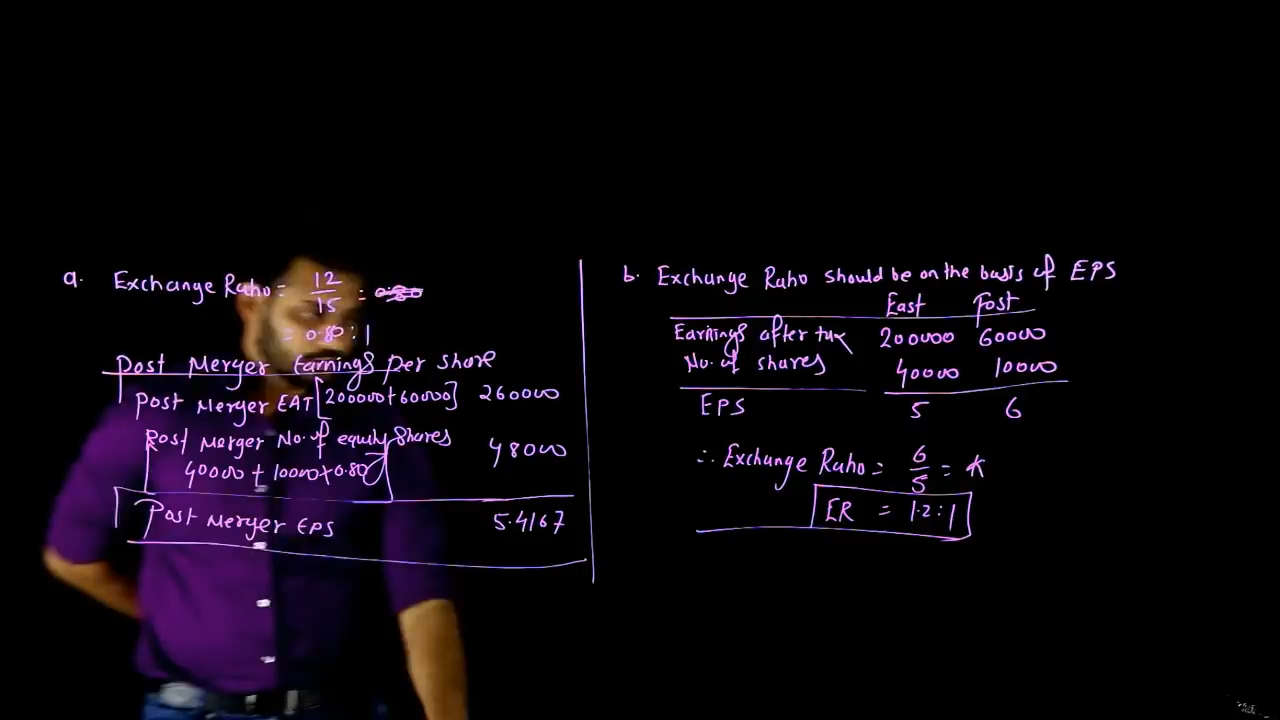 a. Exchange Ratio = 12/15 =
= 0.80 : 1
Post Merger Earnings per share
Post Merger EAT [200000+60000] 260000
Post Merger No. of equity shares 48000
40000 + 10000 x 0.80
Post Merger EPS 5.4167
b. Exchange Ratio should be on the basis of EPS
East Fost
Earnings after tax 200000 60000
No. of shares 40000 10000
EPS 5 6
∴ Exchange Ratio = 6/5 =
ER = 1.2 : 1